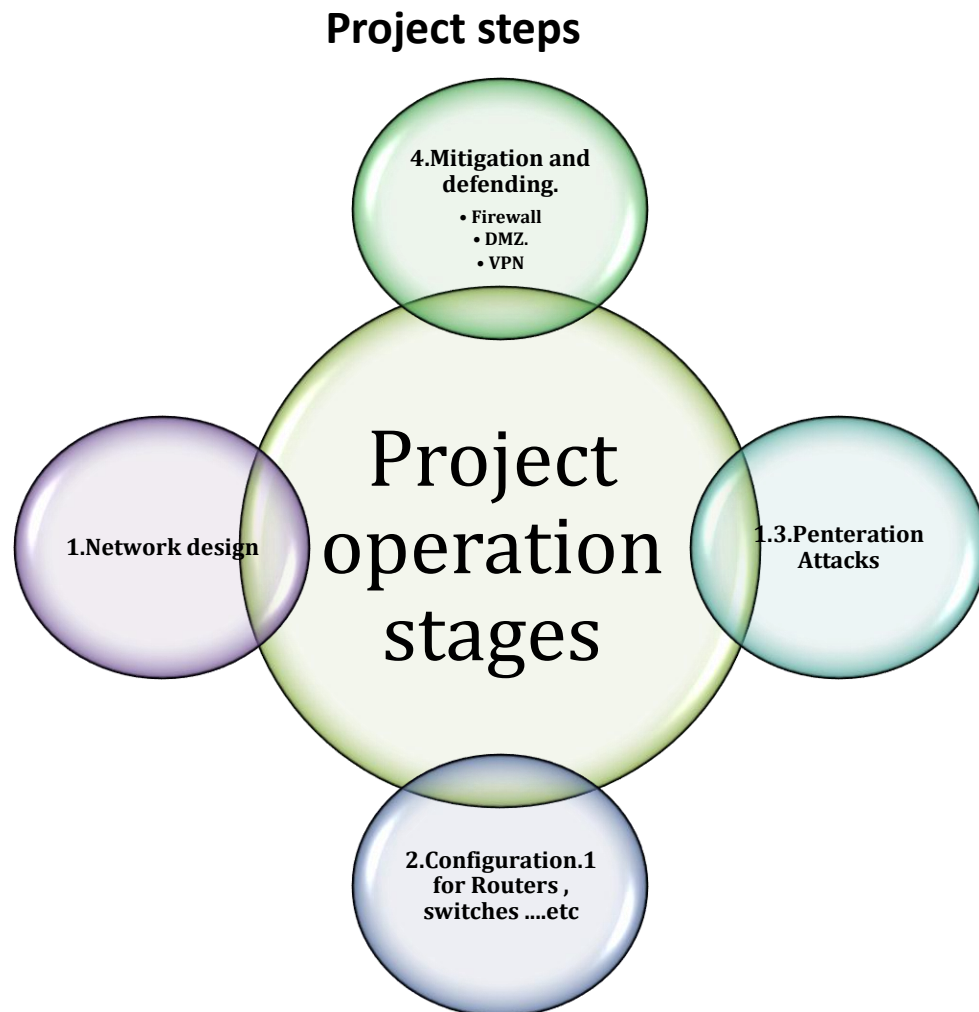 Project steps
4.Mitigation and
defending.
• Firewall
• DMZ.
• VPN
Project
operation
stages
1.Network design
1.3.Penteration
Attacks
2.Configuration.1
for Routers ,
switches ....etc